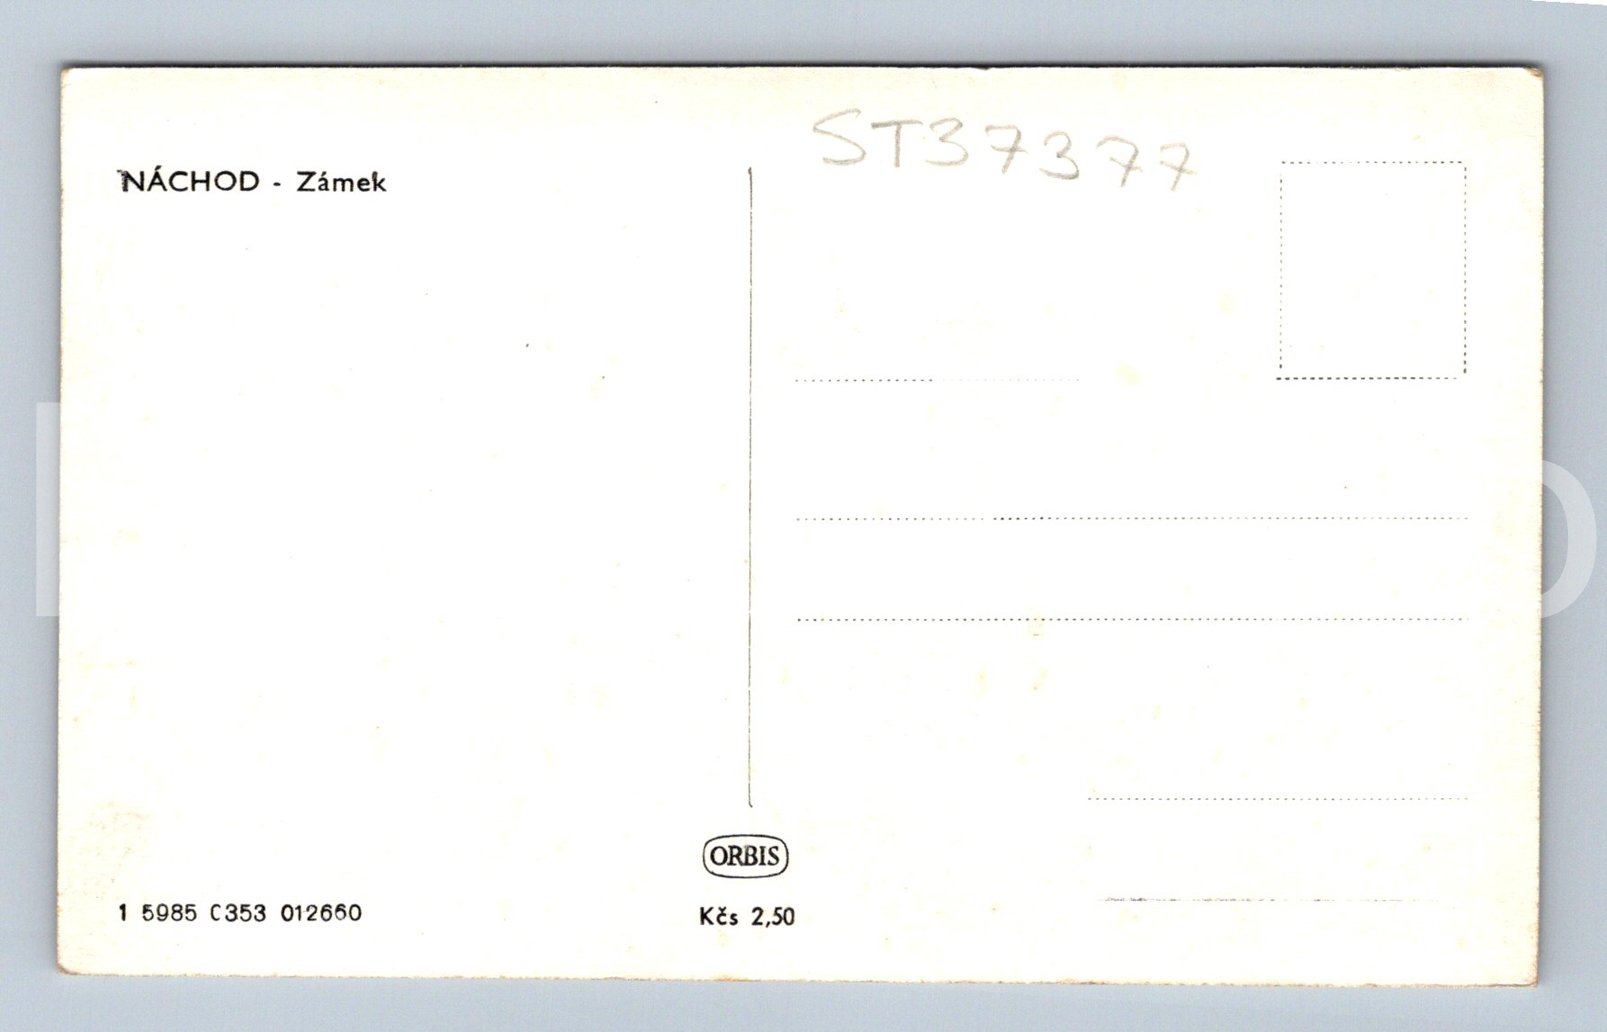 ST37377
NÁCHOD - Zámek
ORBIS
1 5985 C353 012660
Kčs 2,50